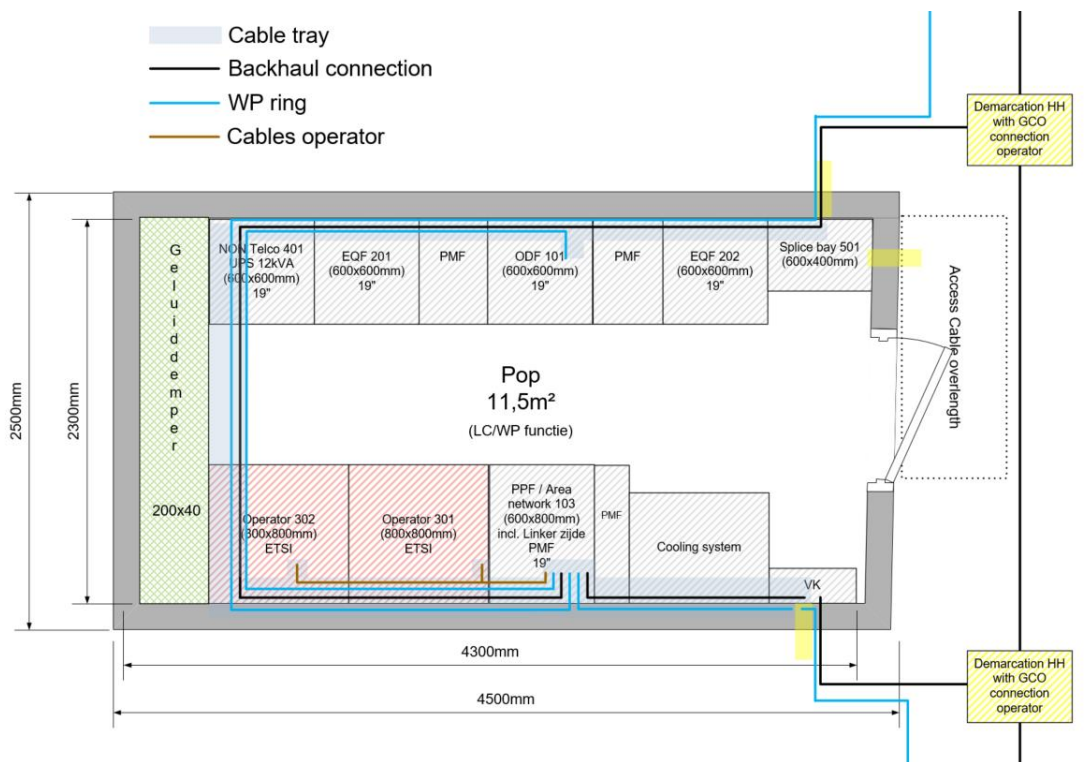 Cable tray
Backhaul connection
WP ring
Cables operator
Demarcation HH
with GCO
connection
operator
2500mm
2300mm
Geluiddemper
200x40
NON Telco 401
UPS 12kVA
(600x600mm)
19"
EQF 201
(600x600mm)
19"
PMF
ODF 101
(600x600mm)
19"
PMF
EQF 202
(600x600mm)
19"
Splice bay 501
(600x400mm)
Access Cable overlength
Pop
11,5m²
(LC/WP functie)
Operator 302
(300x800mm)
ETSI
Operator 301
(800x800mm)
ETSI
PPF / Area
network 103
(600x800mm)
incl. Linker zijde
PMF
19"
PMF
Cooling system
VK
4300mm
4500mm
Demarcation HH
with GCO
connection
operator